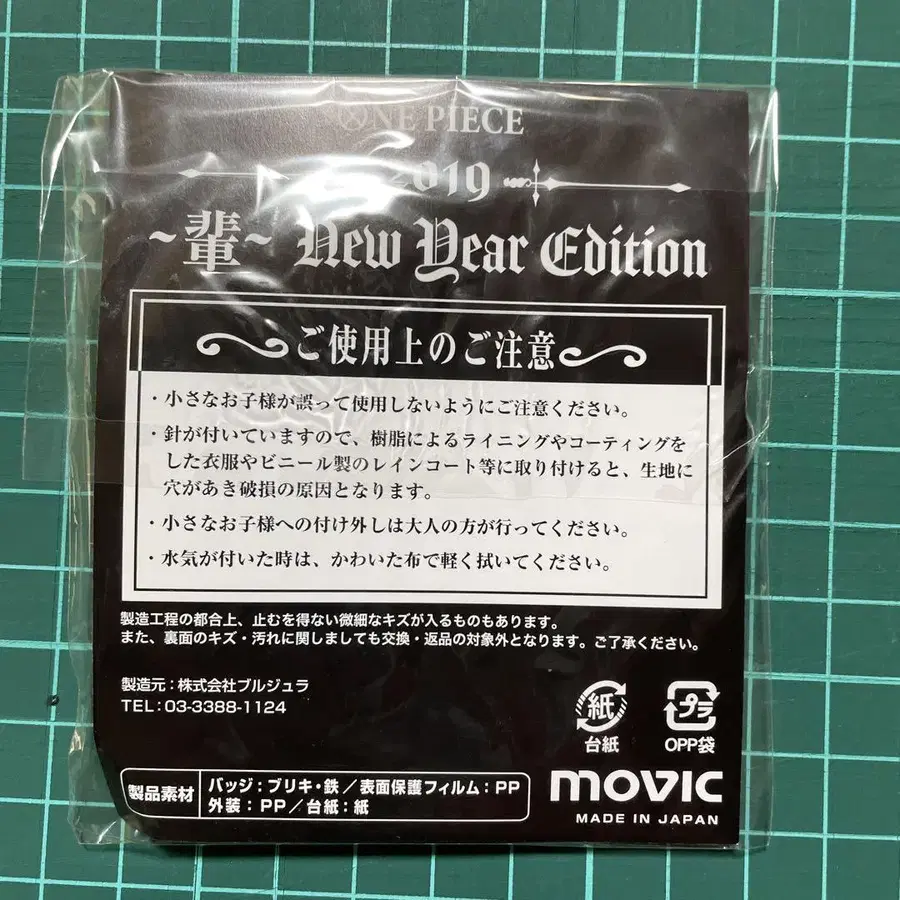 ONE PIECE
2019
~輩~ New Year Edition
ご使用上のご注意
・小さなお子様が誤って使用しないようにご注意ください。
・針が付いていますので、樹脂によるライニングやコーティングを
した衣服やビニール製のレインコート等に取り付けると、生地に
穴があき破損の原因となります。
・小さなお子様への付け外しは大人の方が行ってください。
・水気が付いた時は、かわいた布で軽く拭いてください。
製造工程の都合上、止むを得ない微細なキズが入るものもあります。
また、裏面のキズ・汚れに関しましても交換・返品の対象外となります。ご了承ください。
製造元:株式会社ブルジュラ
TEL:03-3388-1124
紙
台紙
プラ
OPP袋
製品素材
バッジ:ブリキ・鉄/表面保護フィルム:PP
外装:PP/台紙:紙
movic
MADE IN JAPAN